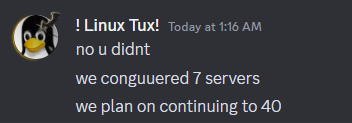 ! Linux Tux! Today at 1:16 AM
no u didnt
we conguuered 7 servers
we plan on continuing to 40